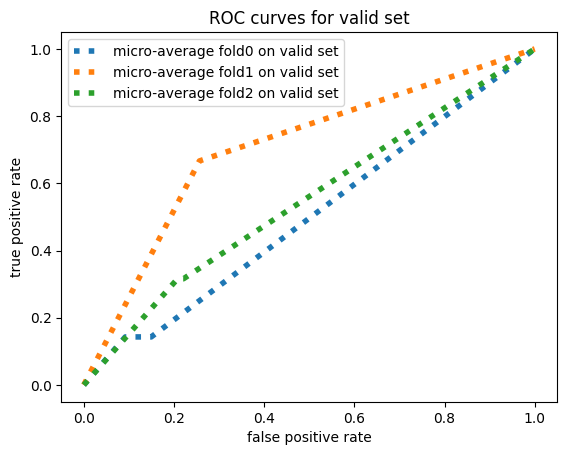 ROC curves for valid set
micro-average fold0 on valid set
micro-average fold1 on valid set
micro-average fold2 on valid set
true positive rate
1.0
0.8
0.6
0.4
0.2
0.0
0.0 0.2 0.4 0.6 0.8 1.0
false positive rate